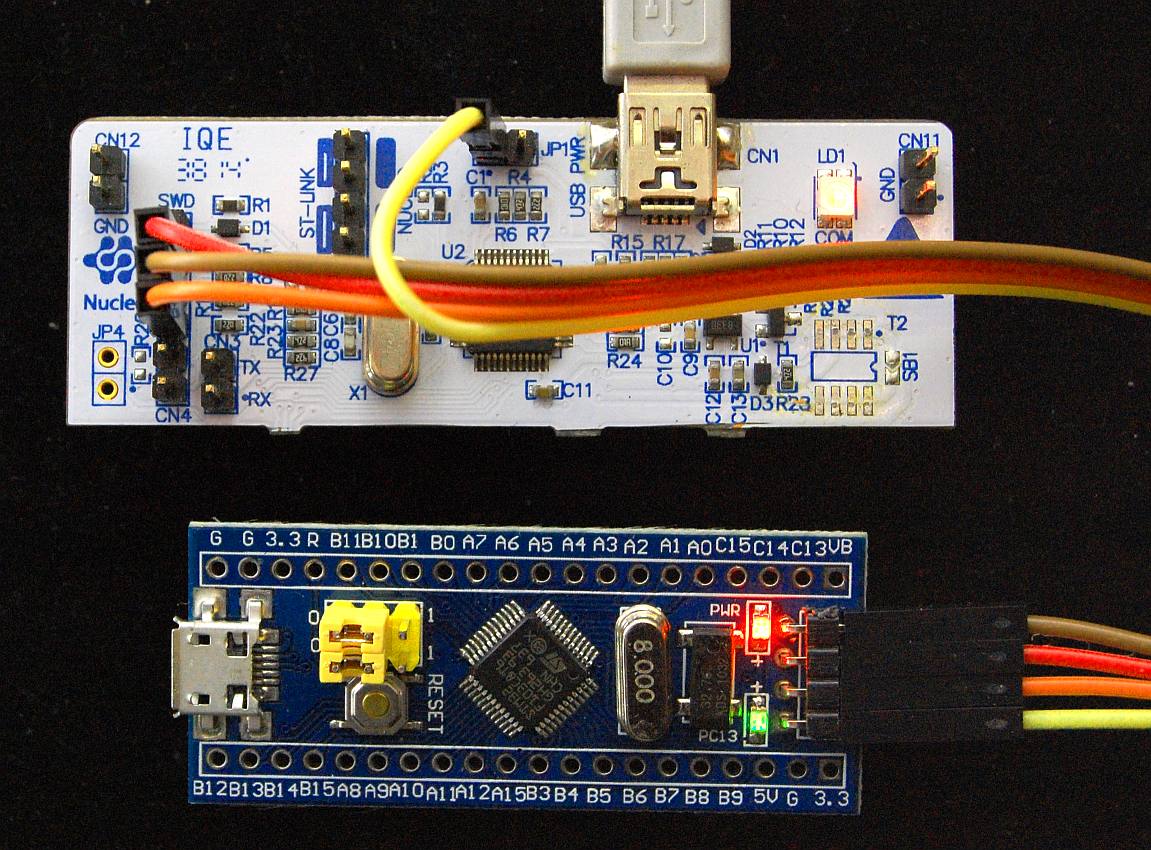 CN12
IQE
3814
SWD
GND
Nucle
ST-LINK
NUC
R1
D1
R3
C1
R4
JP1
R6 R7
U2
USB PWR
CN1
LD1
COM
CN11
GND
D2
R11
R10
R12
R15 R17
R22
R23
C8 C6
R27
JP4
CN3
TX
RX
CN4
X1
C11
R24
C10
C9
U1
C12
C13
D3
R23
T2
SB1
G G 3.3 R B11 B10 B1 B0 A7 A6 A5 A4 A3 A2 A1 A0 C15 C14 C13 VB
0 1
0 1
RESET
8.000
PWR
PC13
B12 B13 B14 B15 A8 A9 A10 A11 A12 A15 B3 B4 B5 B6 B7 B8 B9 5V G 3.3